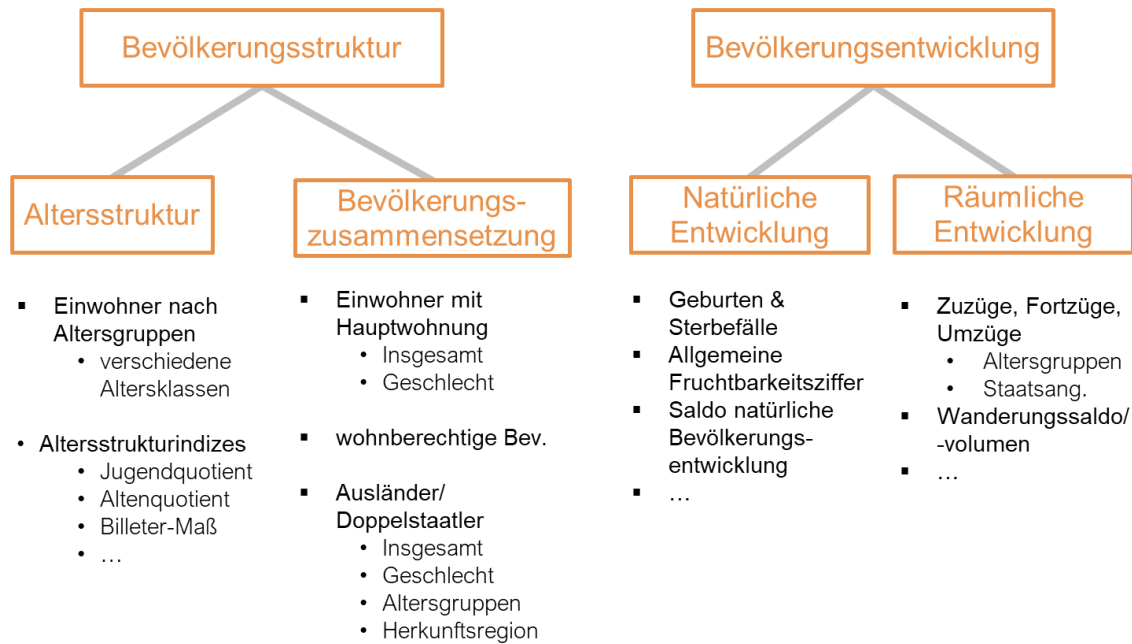 Bevölkerungsstruktur
Bevölkerungsentwicklung
Altersstruktur
Bevölkerungs-
zusammensetzung
Natürliche
Entwicklung
Räumliche
Entwicklung
▪ Einwohner nach
Altersgruppen
• verschiedene
Altersklassen
• Altersstrukturindizes
• Jugendquotient
• Altenquotient
• Billeter-Maß
• …
▪ Einwohner mit
Hauptwohnung
• Insgesamt
• Geschlecht
▪ wohnberechtige Bev.
▪ Ausländer/
Doppelstaatler
• Insgesamt
• Geschlecht
• Altersgruppen
• Herkunftsregion
▪ Geburten &
Sterbefälle
▪ Allgemeine
Fruchtbarkeitsziffer
▪ Saldo natürliche
Bevölkerungs-
entwicklung
▪ …
▪ Zuzüge, Fortzüge,
Umzüge
• Altersgruppen
• Staatsang.
▪ Wanderungssaldo/
-volumen
▪ …